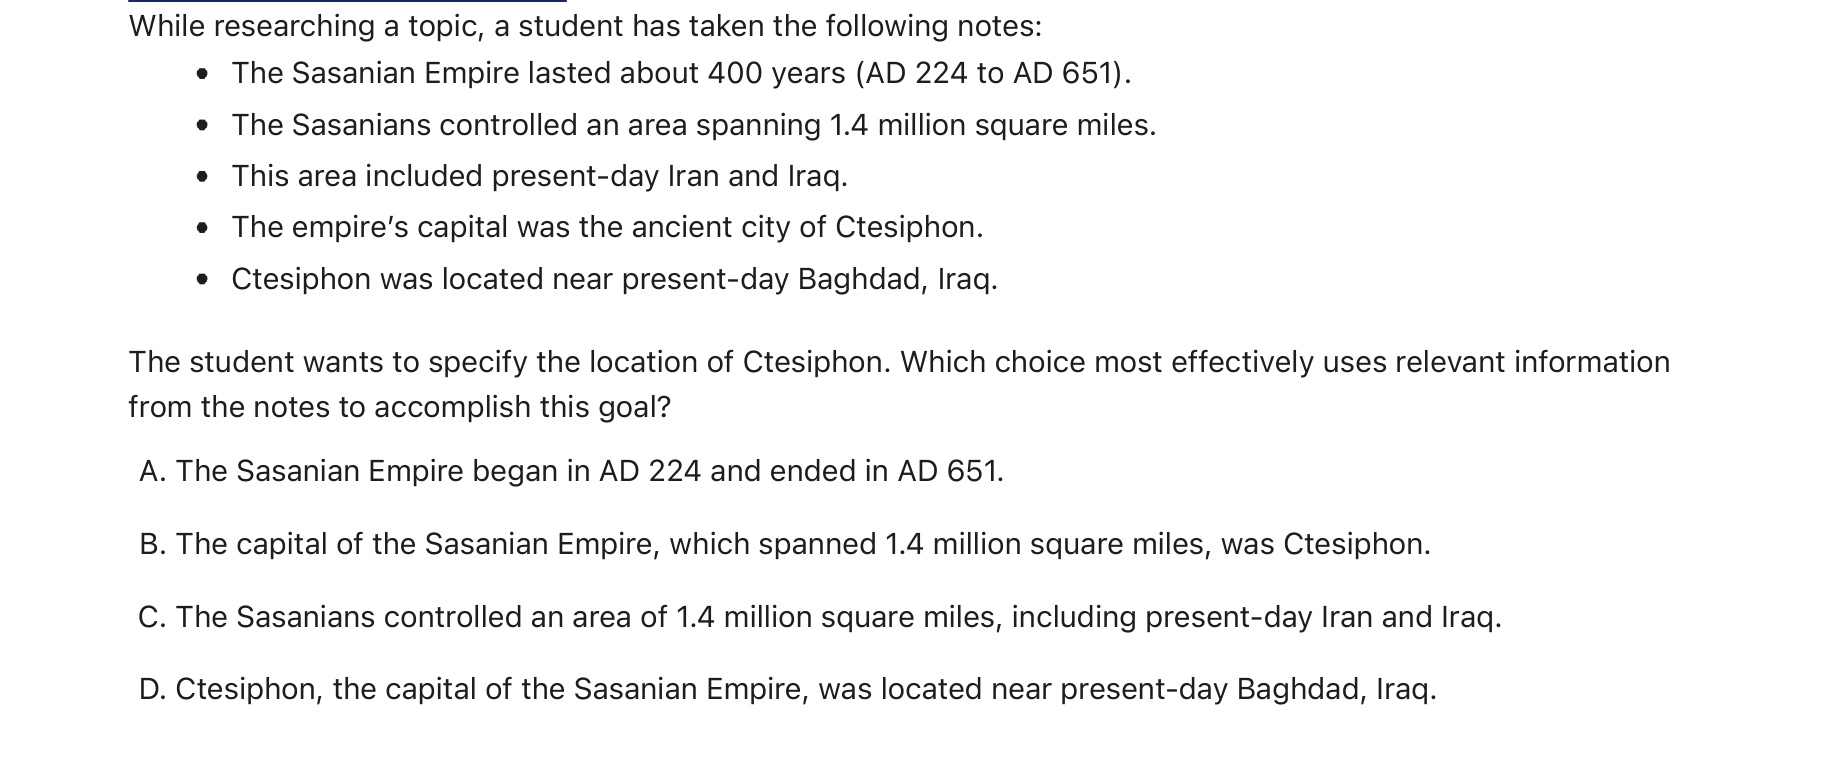 While researching a topic, a student has taken the following notes:
• The Sasanian Empire lasted about 400 years (AD 224 to AD 651).
• The Sasanians controlled an area spanning 1.4 million square miles.
• This area included present-day Iran and Iraq.
• The empire's capital was the ancient city of Ctesiphon.
• Ctesiphon was located near present-day Baghdad, Iraq.
The student wants to specify the location of Ctesiphon. Which choice most effectively uses relevant information
from the notes to accomplish this goal?
A. The Sasanian Empire began in AD 224 and ended in AD 651.
B. The capital of the Sasanian Empire, which spanned 1.4 million square miles, was Ctesiphon.
C. The Sasanians controlled an area of 1.4 million square miles, including present-day Iran and Iraq.
D. Ctesiphon, the capital of the Sasanian Empire, was located near present-day Baghdad, Iraq.